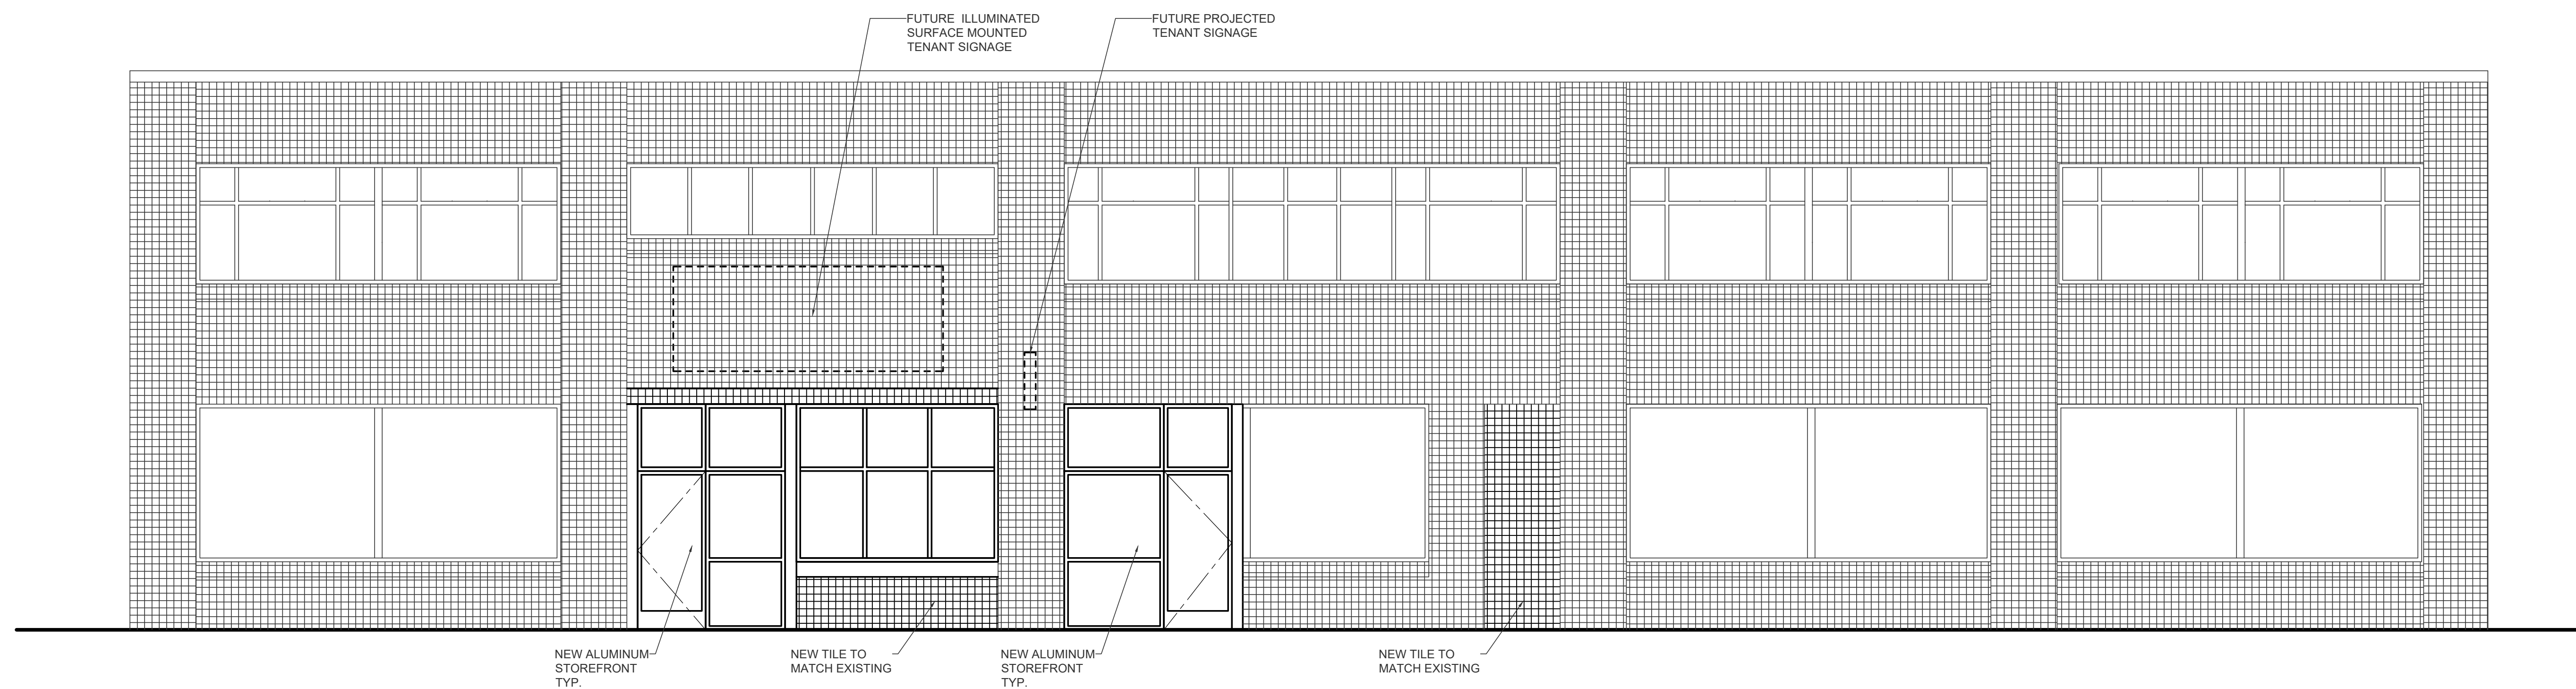 FUTURE ILLUMINATED
SURFACE MOUNTED
TENANT SIGNAGE
FUTURE PROJECTED
TENANT SIGNAGE
NEW ALUMINUM
STOREFRONT
TYP.
NEW TILE TO
MATCH EXISTING
NEW ALUMINUM
STOREFRONT
TYP.
NEW TILE TO
MATCH EXISTING